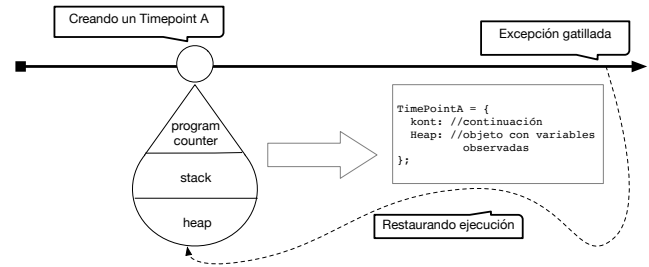 Creando un Timepoint A
Excepción gatillada
program
counter
stack
heap
TimePointA = {
kont: //continuación
Heap: //objeto con variables
observadas
};
Restaurando ejecución